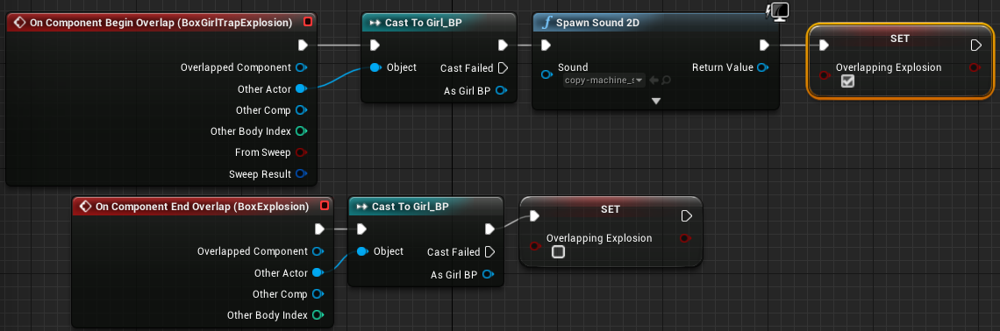 On Component Begin Overlap (BoxGirlTrapExplosion)
Overlapped Component
Other Actor
Other Comp
Other Body Index
From Sweep
Sweep Result
Cast To Girl_BP
Object
Cast Failed
As Girl BP
f Spawn Sound 2D
Sound
Return Value
copy-machine_s
SET
Overlapping Explosion
On Component End Overlap (BoxExplosion)
Overlapped Component
Other Actor
Other Comp
Other Body Index
Cast To Girl_BP
Object
Cast Failed
As Girl BP
SET
Overlapping Explosion